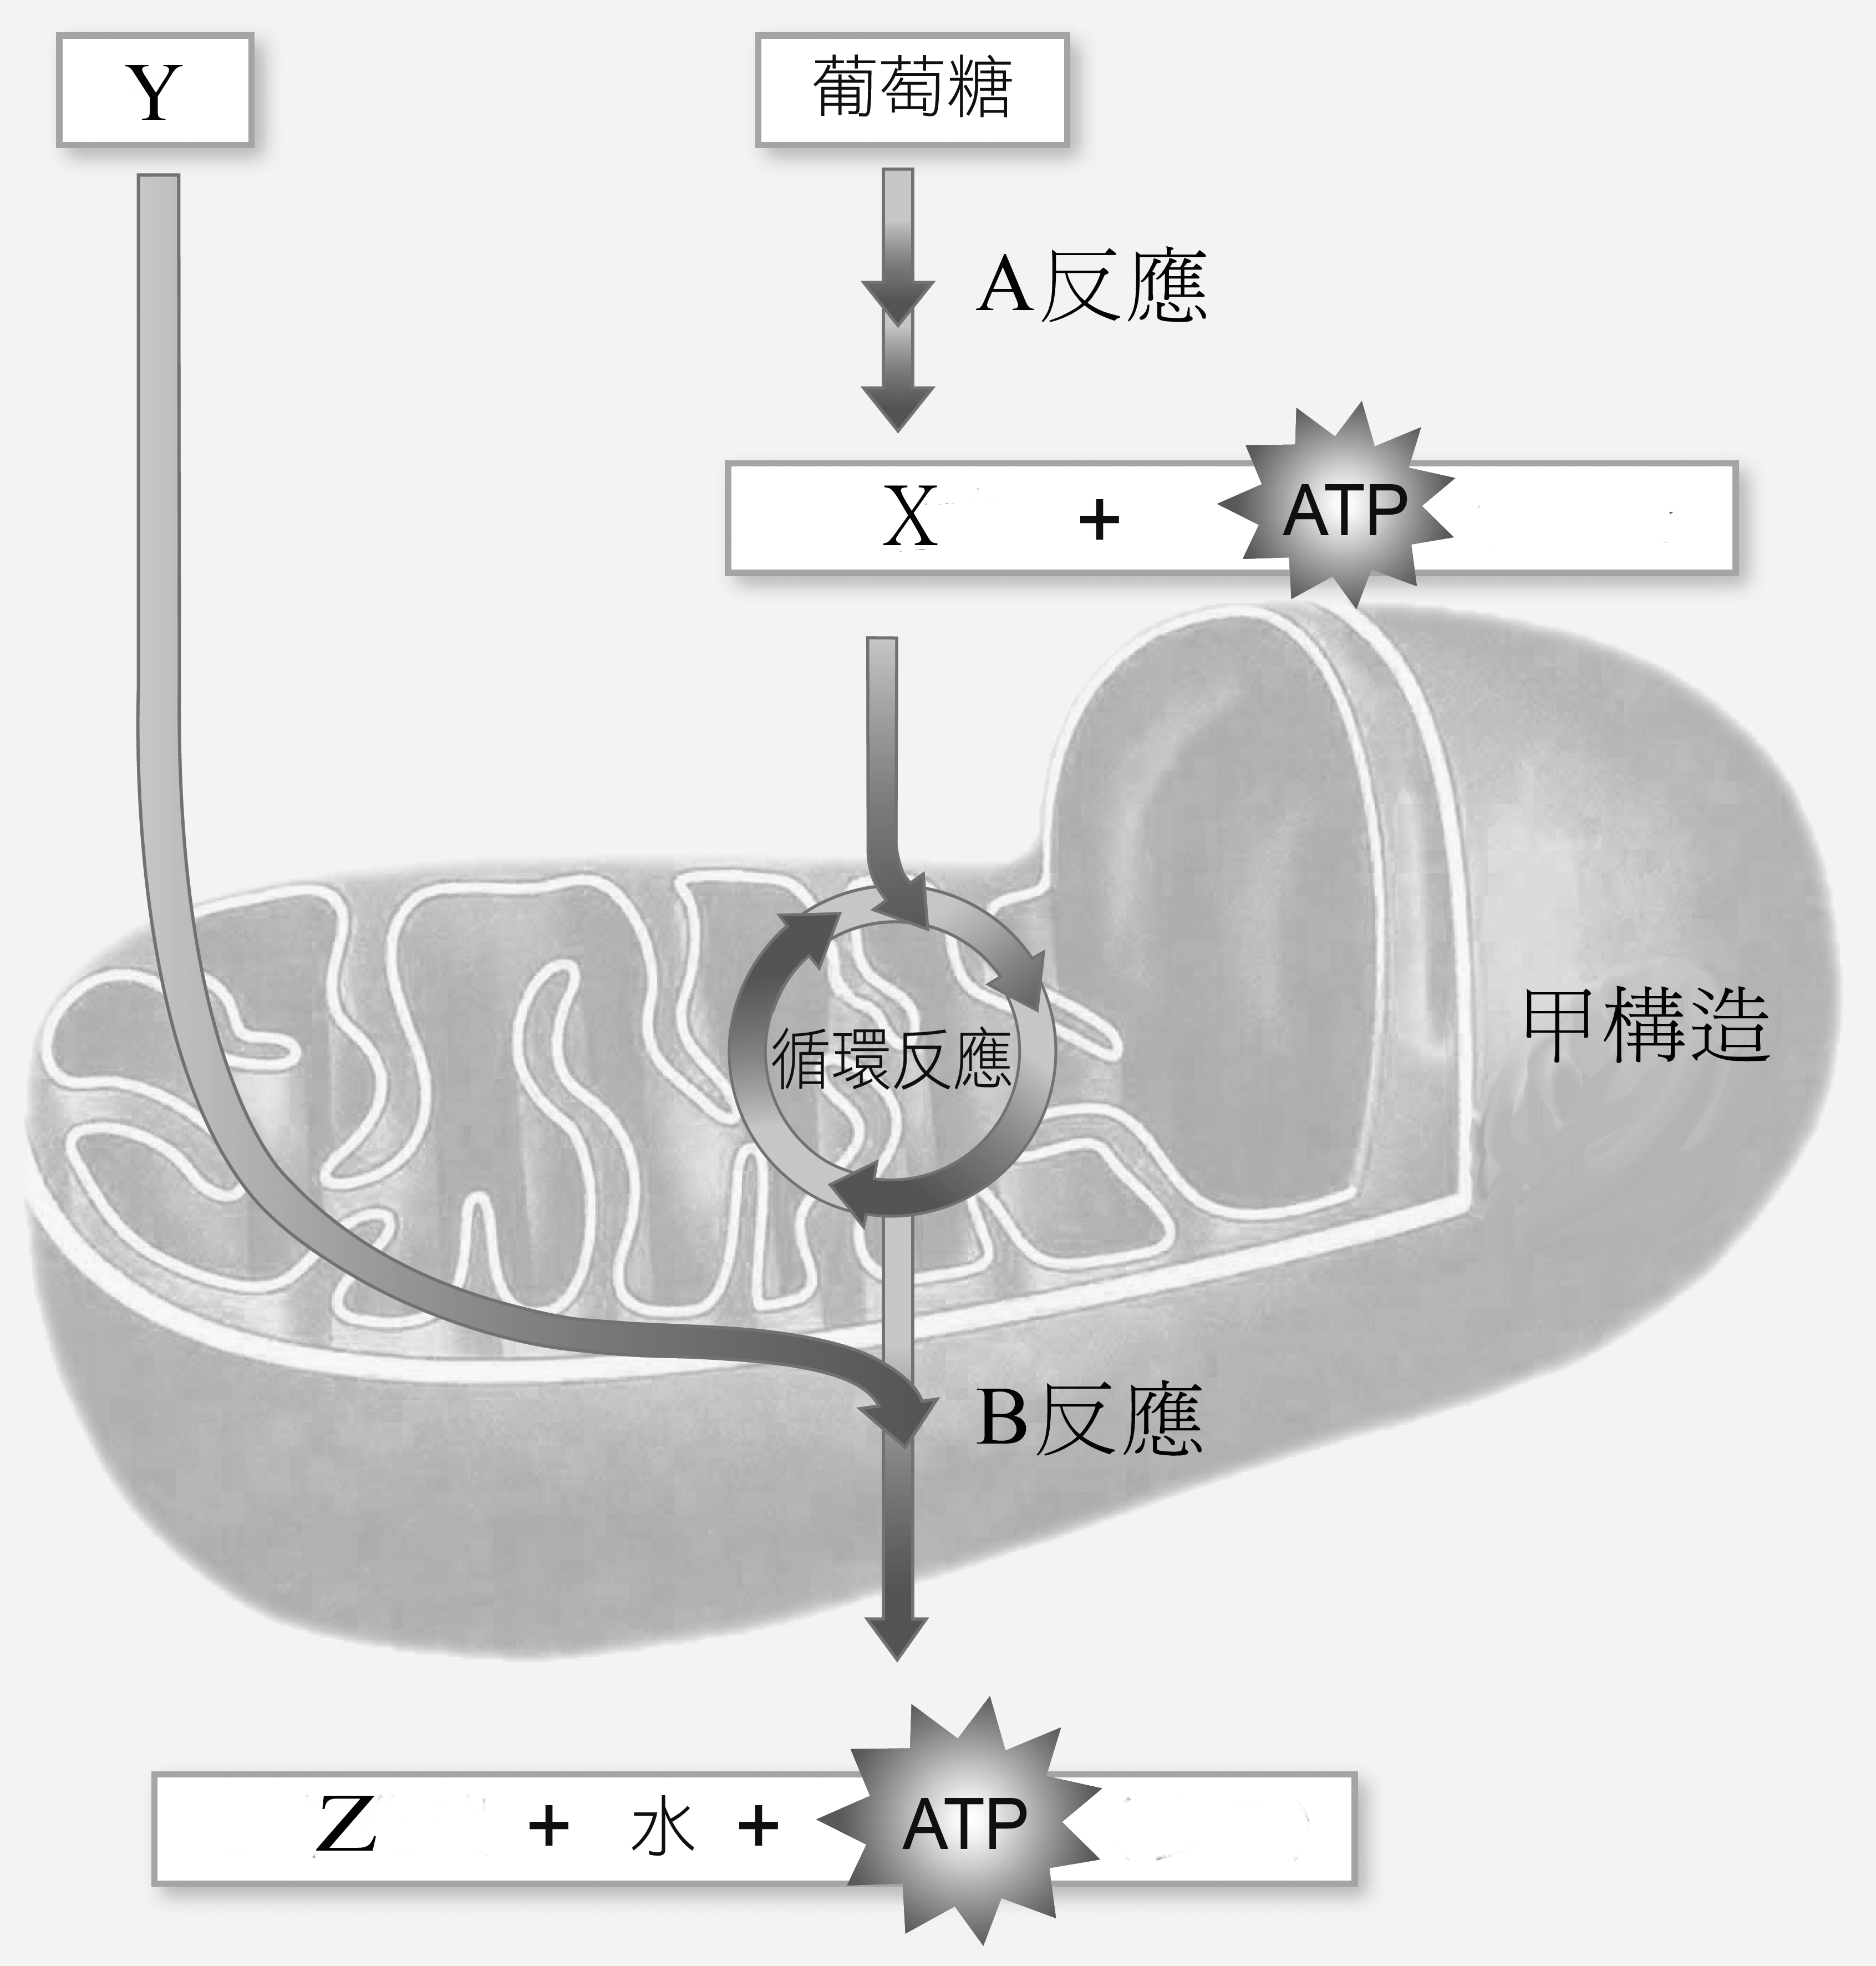 Y
葡萄糖
A反應
X + ATP
循環反應
甲構造
B反應
Z + 水 + ATP